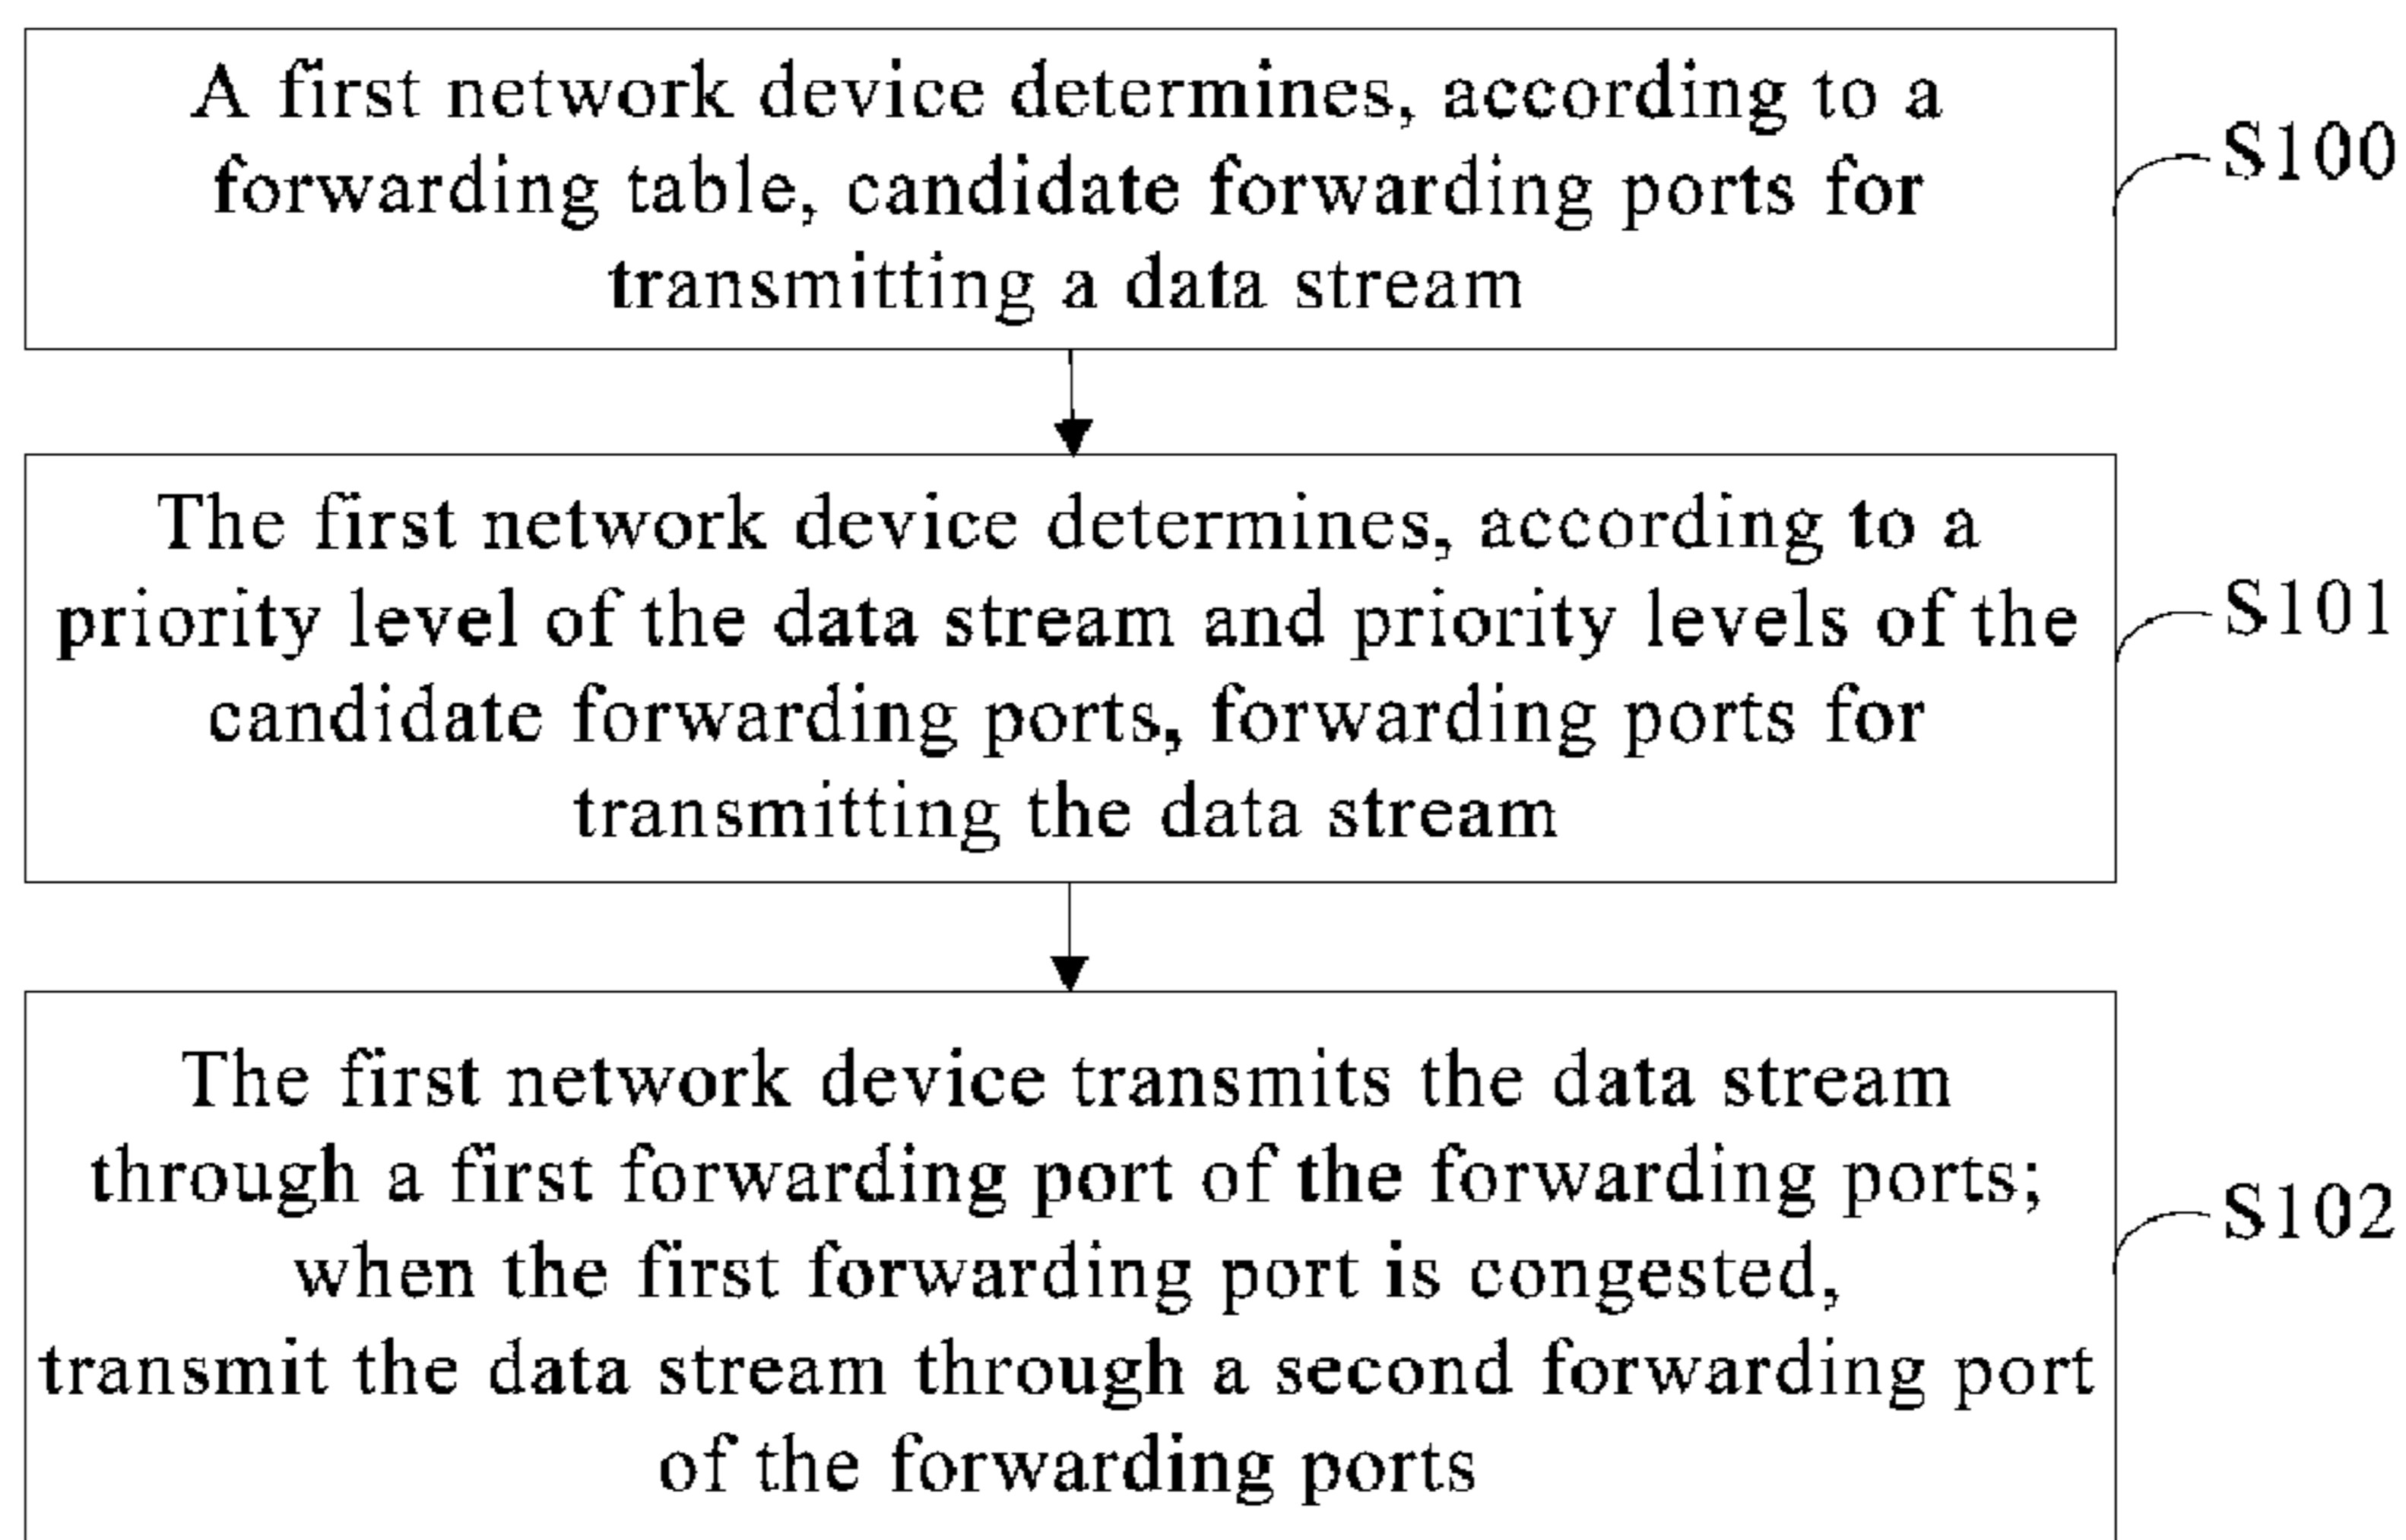 A first network device determines, according to a
forwarding table, candidate forwarding ports for
transmitting a data stream
S100
The first network device determines, according to a
priority level of the data stream and priority levels of the
candidate forwarding ports, forwarding ports for
transmitting the data stream
S101
The first network device transmits the data stream
through a first forwarding port of the forwarding ports;
when the first forwarding port is congested,
transmit the data stream through a second forwarding port
of the forwarding ports
S102